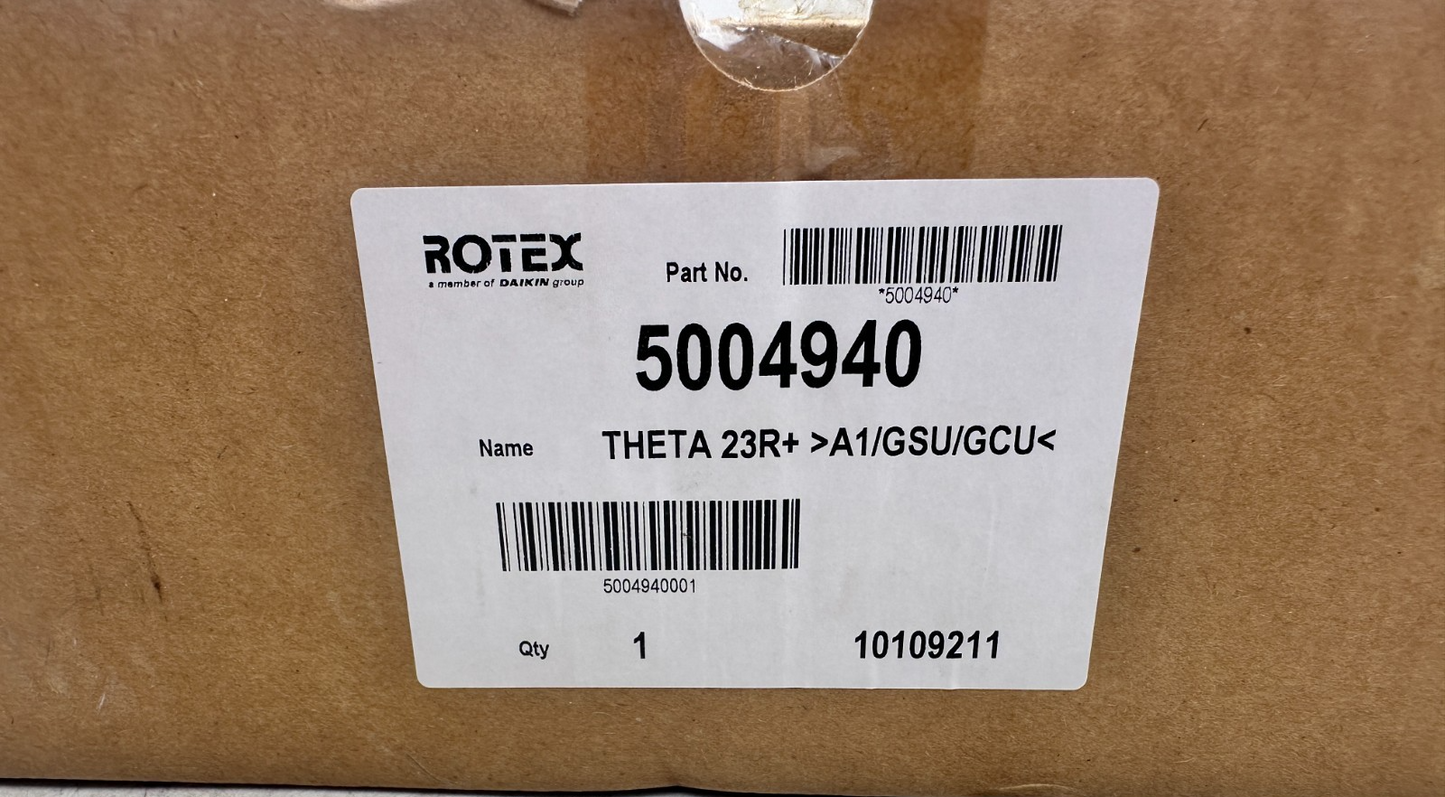 ROTEX
a member of DAIKIN group
Part No.
*5004940*
5004940
Name THETA 23R+ >A1/GSU/GCU<
5004940001
Qty 1 10109211